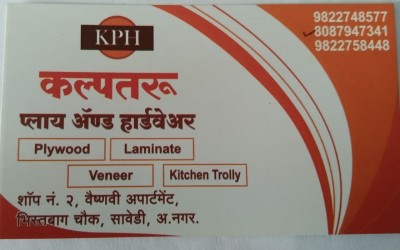 KPH
9822748577
8087947341
9822758448
कल्पतरू
प्लाय ॲण्ड हार्डवेअर
Plywood
Laminate
Veneer
Kitchen Trolly
शॉप नं. २, वैष्णवी अपार्टमेंट,
भिस्तबाग चौक, सावेडी, अ.नगर.